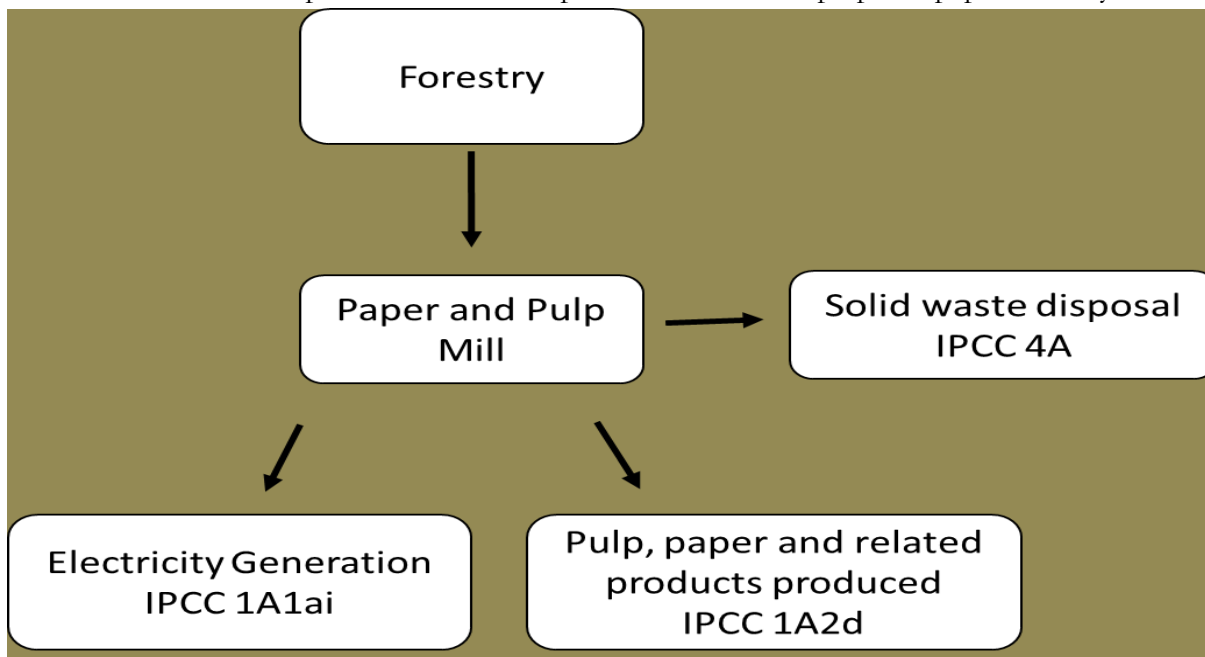 Forestry
Paper and Pulp
Mill
Solid waste disposal
IPCC 4A
Electricity Generation
IPCC 1A1ai
Pulp, paper and related
products produced
IPCC 1A2d